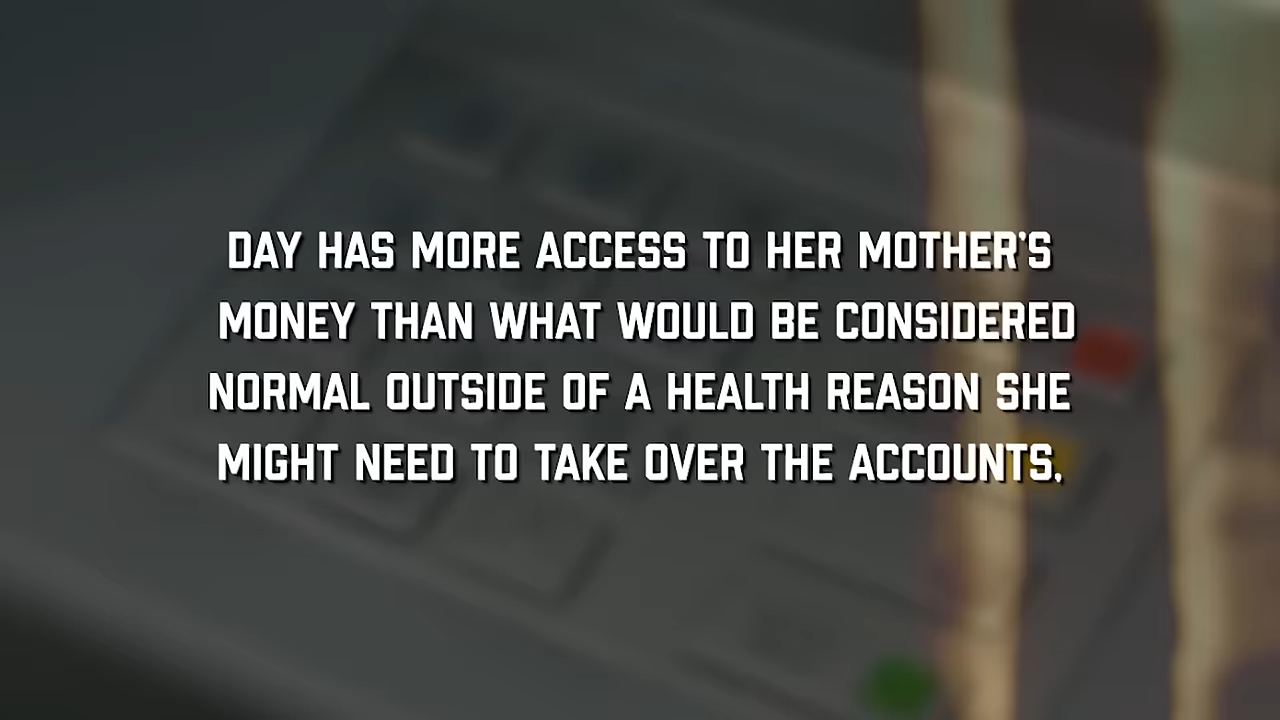 DAY HAS MORE ACCESS TO HER MOTHER'S
MONEY THAN WHAT WOULD BE CONSIDERED
NORMAL OUTSIDE OF A HEALTH REASON SHE
MIGHT NEED TO TAKE OVER THE ACCOUNTS,